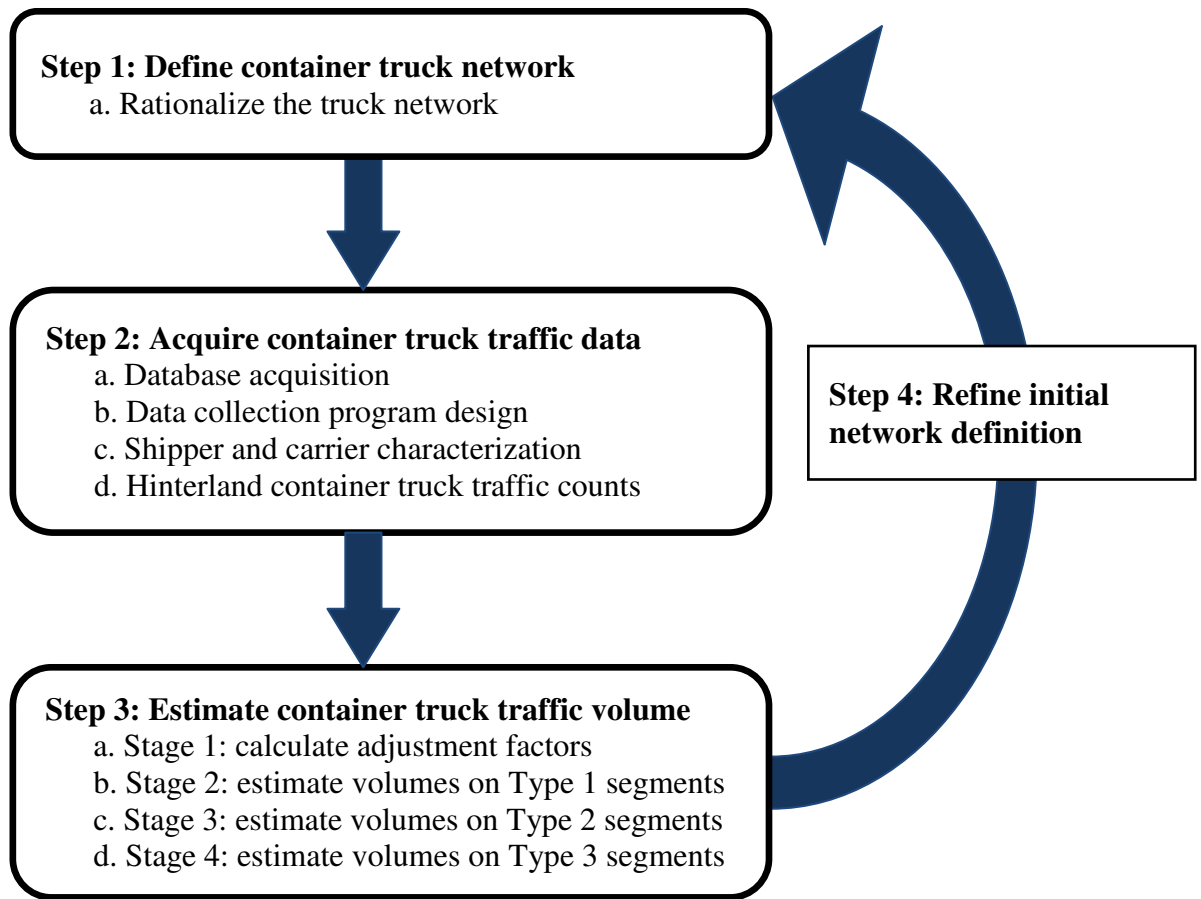 Step 1: Define container truck network
a. Rationalize the truck network
Step 2: Acquire container truck traffic data
a. Database acquisition
b. Data collection program design
c. Shipper and carrier characterization
d. Hinterland container truck traffic counts
Step 4: Refine initial
network definition
Step 3: Estimate container truck traffic volume
a. Stage 1: calculate adjustment factors
b. Stage 2: estimate volumes on Type 1 segments
c. Stage 3: estimate volumes on Type 2 segments
d. Stage 4: estimate volumes on Type 3 segments